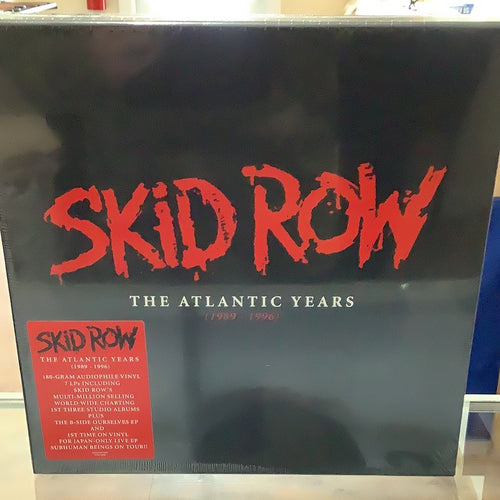 SKiD ROW
THE ATLANTIC YEARS
(1989 - 1996)
SKiD ROW
THE ATLANTIC YEARS
(1989 - 1996)
180-GRAM AUDIOPHILE VINYL
7 LPs INCLUDING
SKID ROW'S
MULTI-MILLION SELLING
WORLD WIDE CHARTING
1ST THREE STUDIO ALBUMS
PLUS
THE B-SIDE OURSELVES EP
AND
1ST TIME ON VINYL
FOR JAPAN-ONLY LIVE EP
SUBHUMAN BEINGS ON TOUR!!